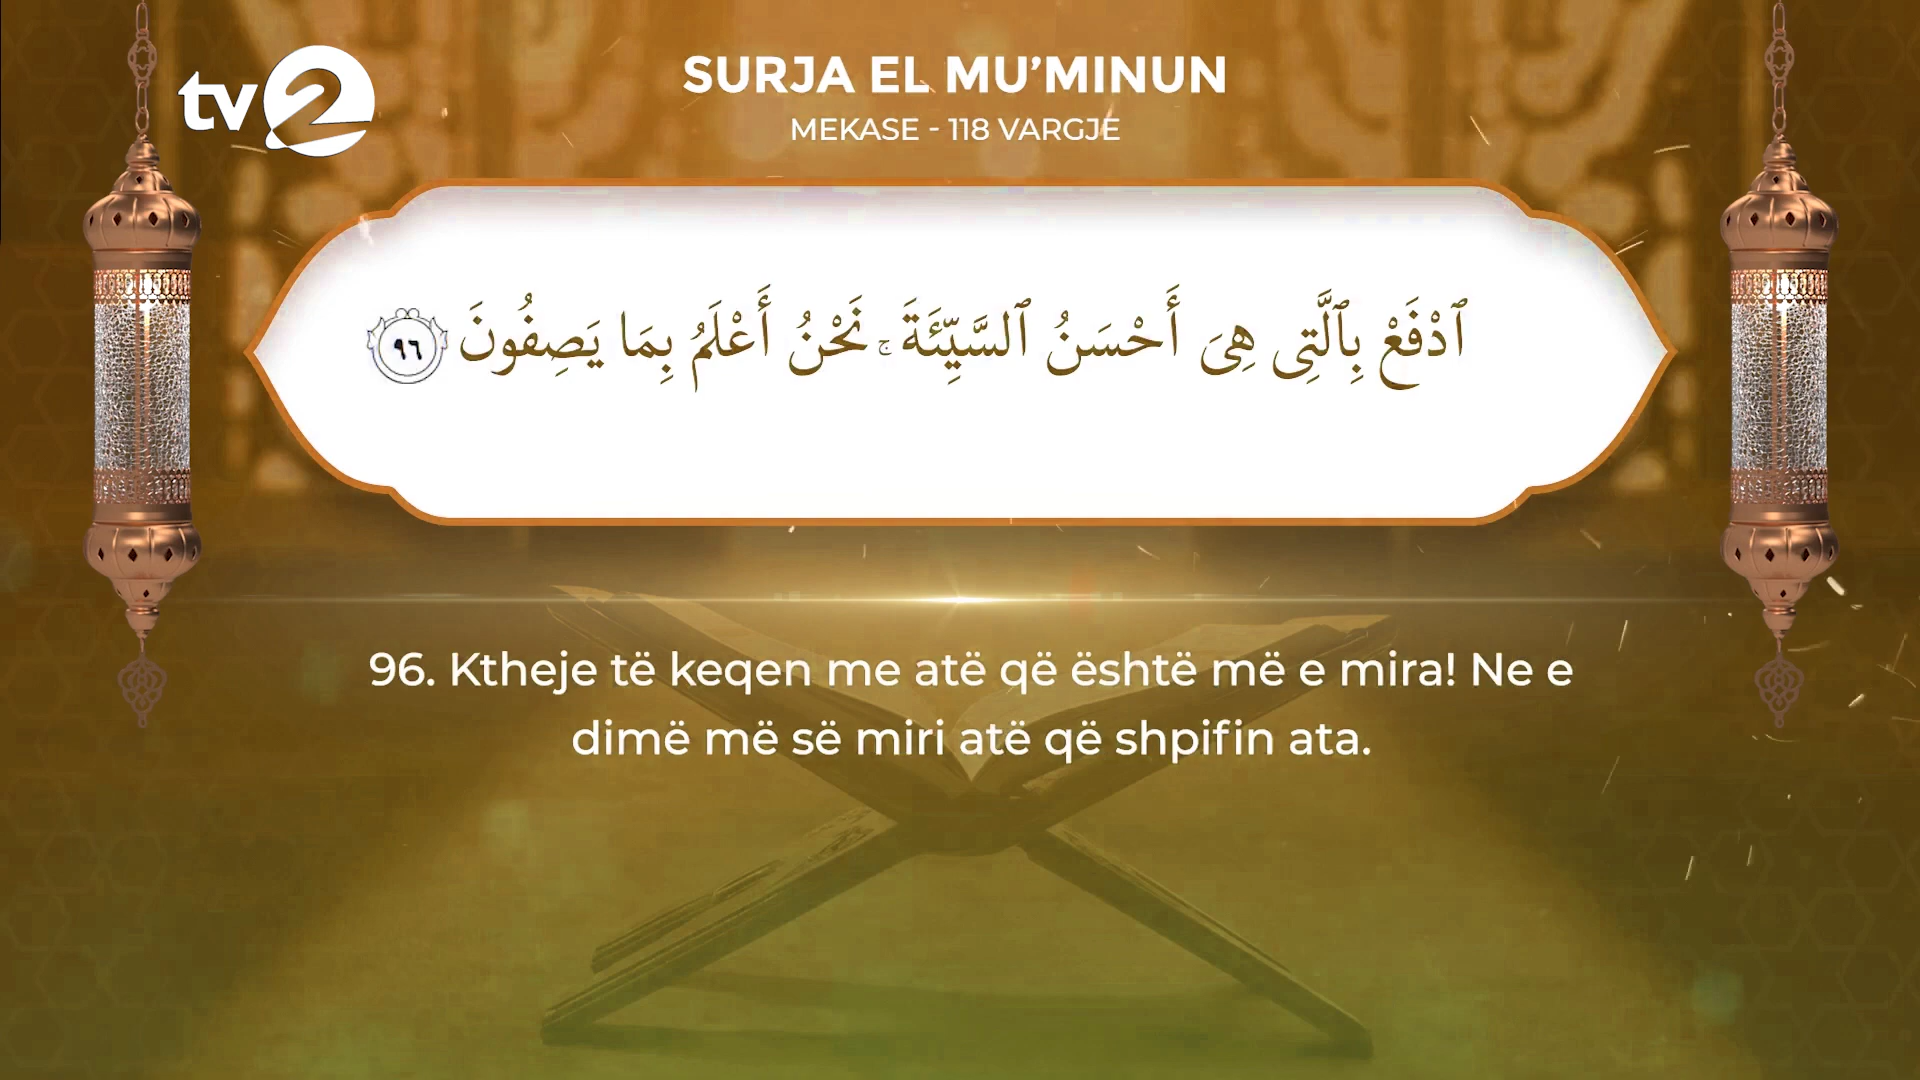 tv2
SURJA EL MU’MINUN
MEKASE - 118 VARGJE
ٱدْفَعْ بِٱلَّتِى هِىَ أَحْسَنُ ٱلسَّيِّئَةَ ۚ نَحْنُ أَعْلَمُ بِمَا يَصِفُونَ ٩٦
96. Ktheje të keqen me atë që është më e mira! Ne e
dimë më së miri atë që shpifin ata.